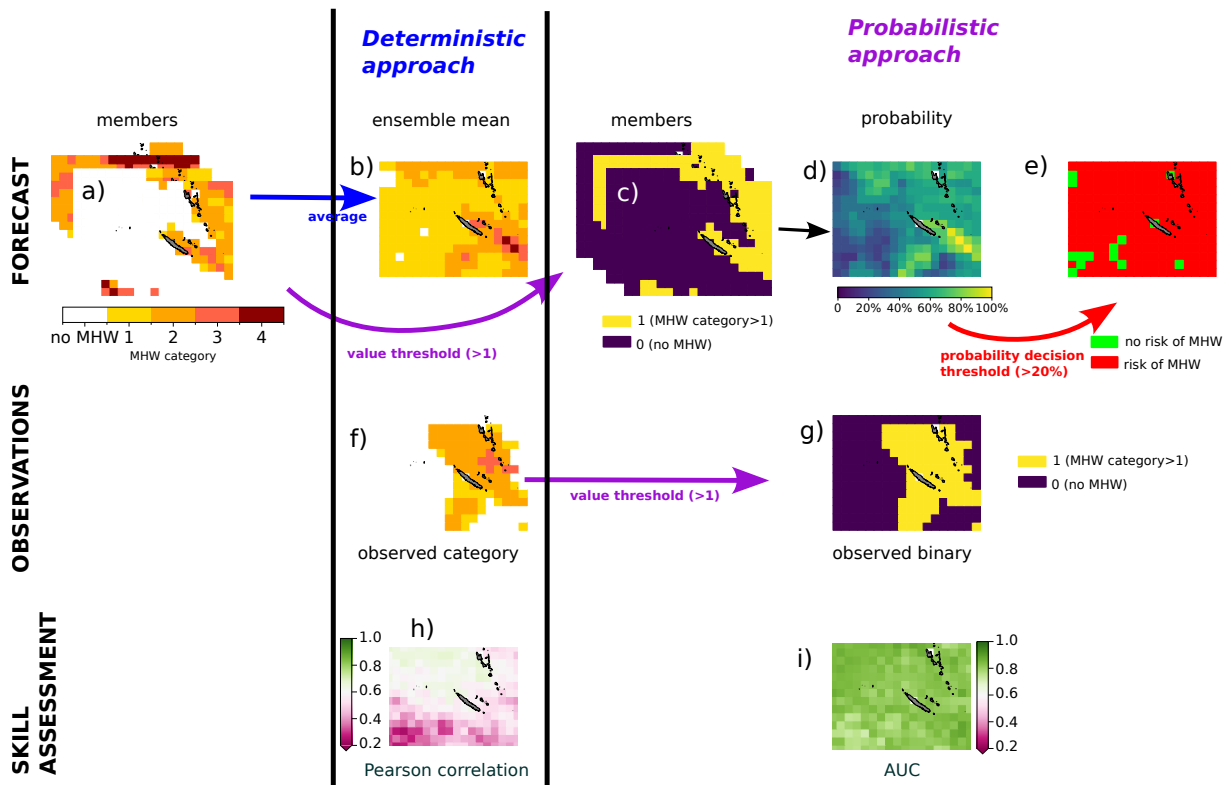 Deterministic
approach
Probabilistic
approach
FORECAST
members
ensemble mean
members
probability
a)
b)
c)
d)
e)
average
no MHW 1 2 3 4
MHW category
value threshold (>1)
1 (MHW category>1)
0 (no MHW)
0 20% 40% 60% 80% 100%
probability decision
threshold (>20%)
no risk of MHW
risk of MHW
OBSERVATIONS
f)
g)
value threshold (>1)
1 (MHW category>1)
0 (no MHW)
observed category
observed binary
SKILL
ASSESSMENT
h)
1.0
0.8
0.6
0.4
0.2
Pearson correlation
i)
1.0
0.8
0.6
0.4
0.2
AUC